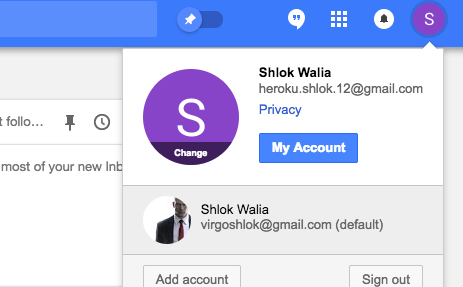 S
Shlok Walia
heroku.shlok.12@gmail.com
Privacy
S
Change
My Account
t follo...
most of your new Inb
Shlok Walia
virgoshlok@gmail.com (default)
Add account
Sign out